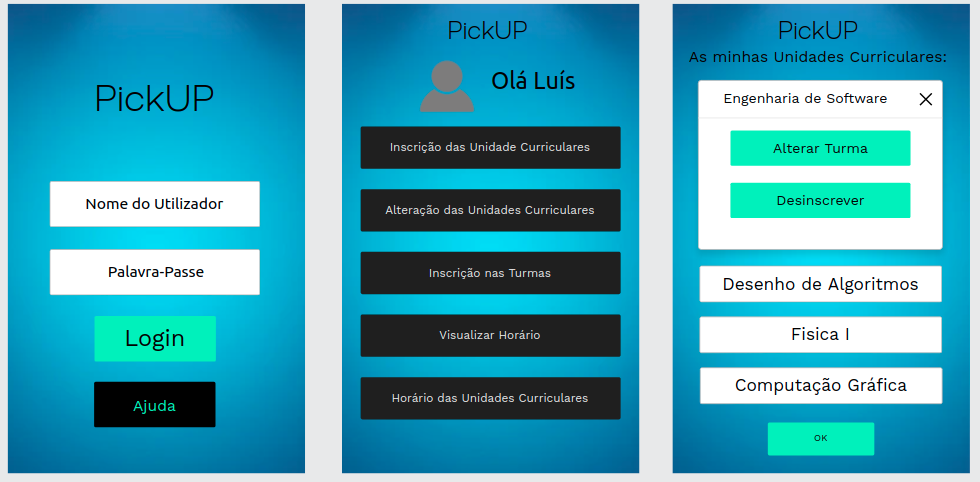 PickUP
Nome do Utilizador
Palavra-Passe
Login
Ajuda
PickUP
Olá Luís
Inscrição das Unidade Curriculares
Alteração das Unidades Curriculares
Inscrição nas Turmas
Visualizar Horário
Horário das Unidades Curriculares
PickUP
As minhas Unidades Curriculares:
Engenharia de Software
Alterar Turma
Desinscrever
Desenho de Algoritmos
Fisica I
Computação Gráfica
OK